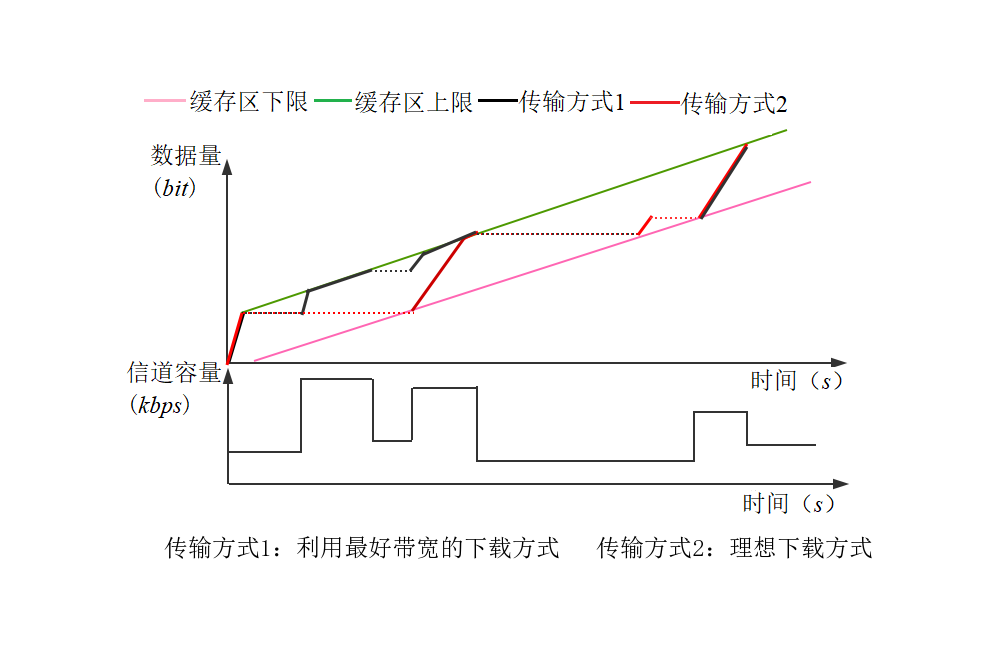 缓存区下限 缓存区上限 传输方式1 传输方式2
数据量
(bit)
时间（s）
信道容量
(kbps)
时间（s）
传输方式1：利用最好带宽的下载方式 传输方式2：理想下载方式